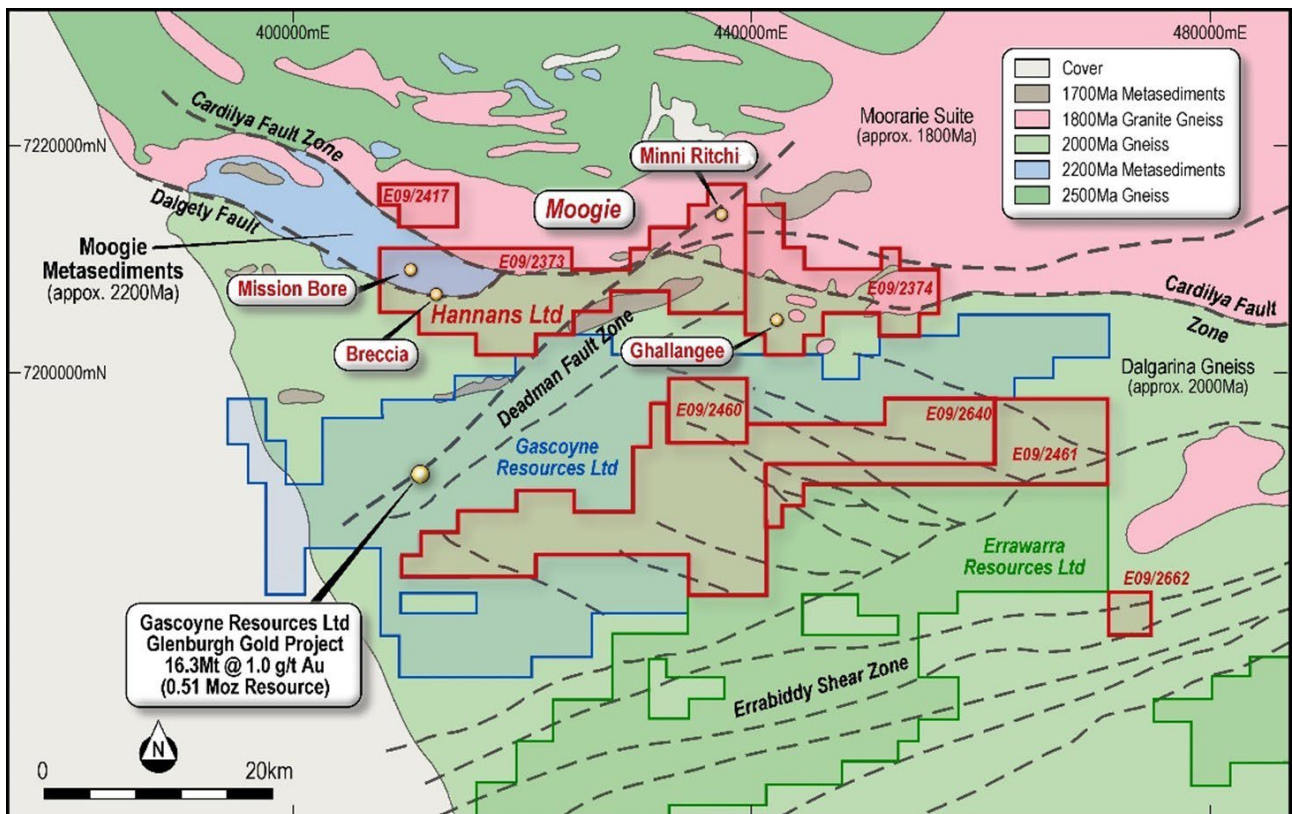 400000mE
440000mE
480000mE
7220000mN
7200000mN
Cover
1700Ma Metasediments
1800Ma Granite Gneiss
2000Ma Gneiss
2200Ma Metasediments
2500Ma Gneiss
Moorarie Suite
(approx. 1800Ma)
Cardilya Fault Zone
Minni Ritchi
E09/2417
Moogie
Dalgety Fault
Moogie
Metasediments
(appox. 2200Ma)
E09/2373
Mission Bore
E09/2374
Hannans Ltd
Cardilya Fault
Zone
Breccia
Ghallangee
Deadman Fault Zone
Dalgarina Gneiss
(approx. 2000Ma)
E09/2460
E09/2640
Gascoyne
Resources Ltd
E09/2461
Errawarra
Resources Ltd
E09/2662
Gascoyne Resources Ltd
Glenburgh Gold Project
16.3Mt @ 1.0 g/t Au
(0.51 Moz Resource)
Errabiddy Shear Zone
N
0
20km